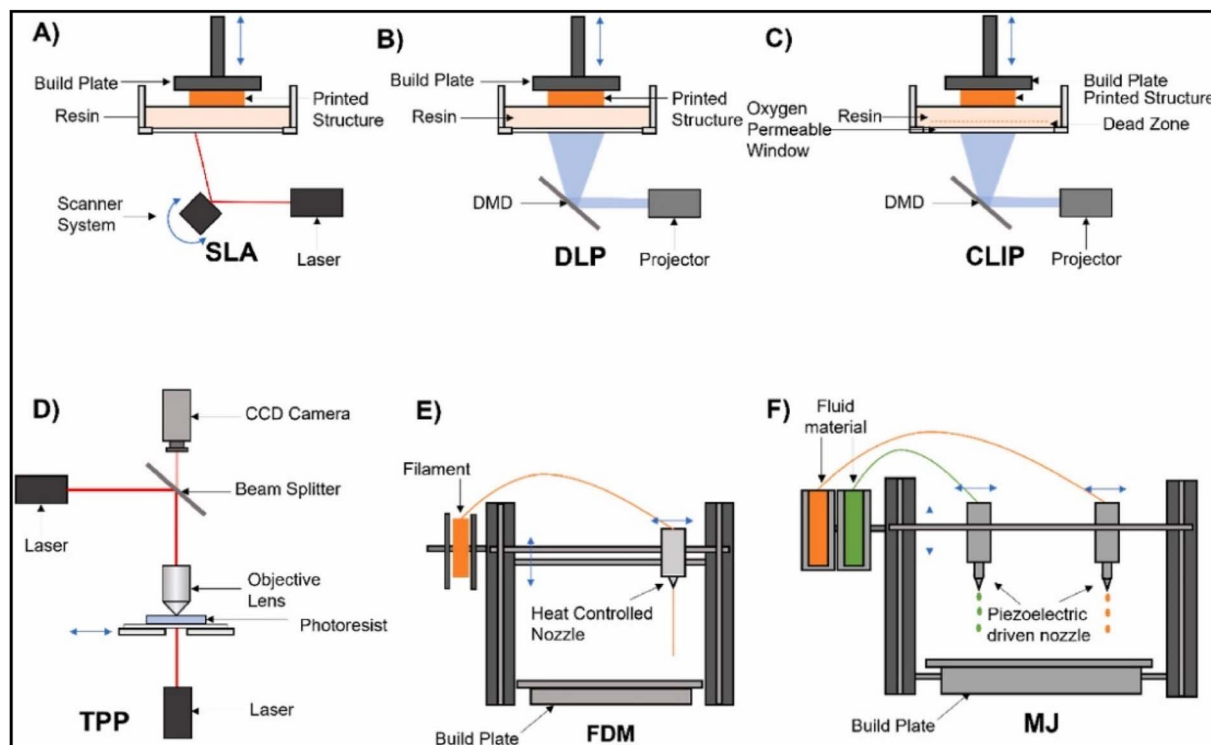 A)
Build Plate
Resin
Printed
Structure
Scanner
System
SLA
Laser
B)
Build Plate
Resin
Printed
Structure
DMD
DLP
Projector
C)
Build Plate
Printed Structure
Resin
Dead Zone
Oxygen
Permeable
Window
DMD
CLIP
Projector
D)
CCD Camera
Beam Splitter
Laser
Objective
Lens
Photoresist
Laser
TPP
E)
Filament
Heat Controlled
Nozzle
Build Plate
FDM
F)
Fluid
material
Piezoelectric
driven nozzle
Build Plate
MJ